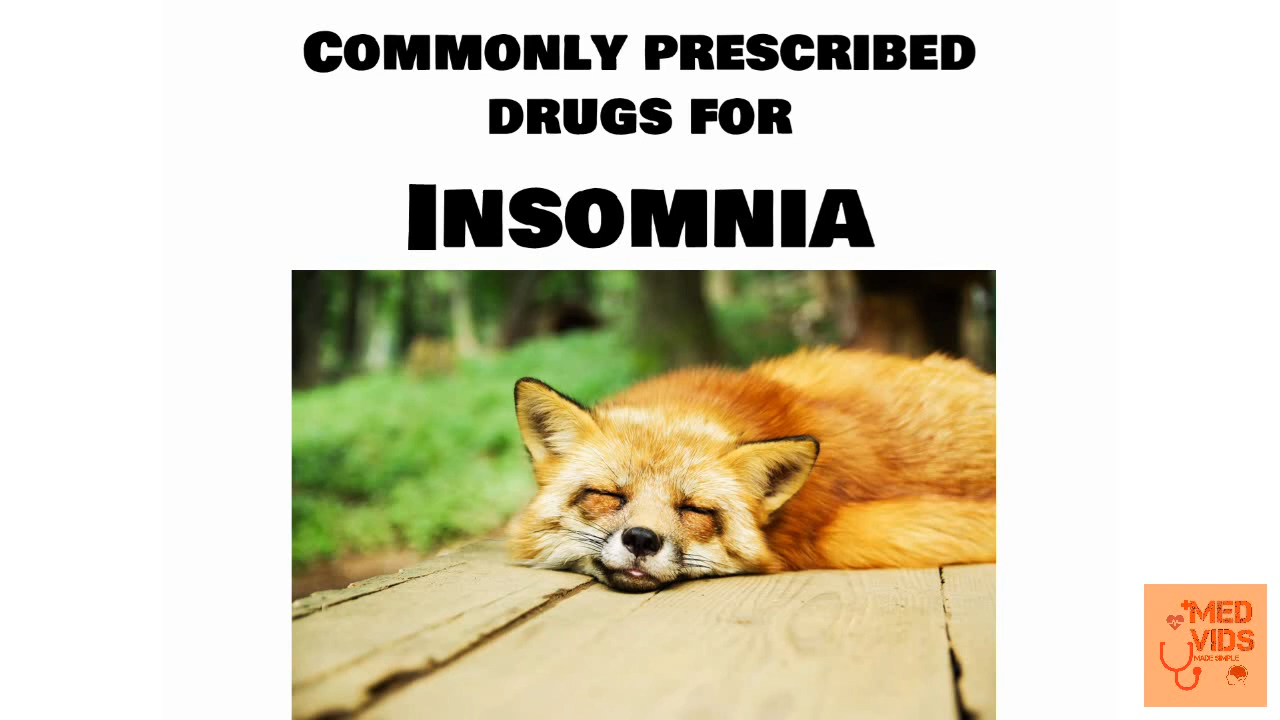 Commonly prescribed
drugs for
Insomnia
MED
VIDS
MADE SIMPLE